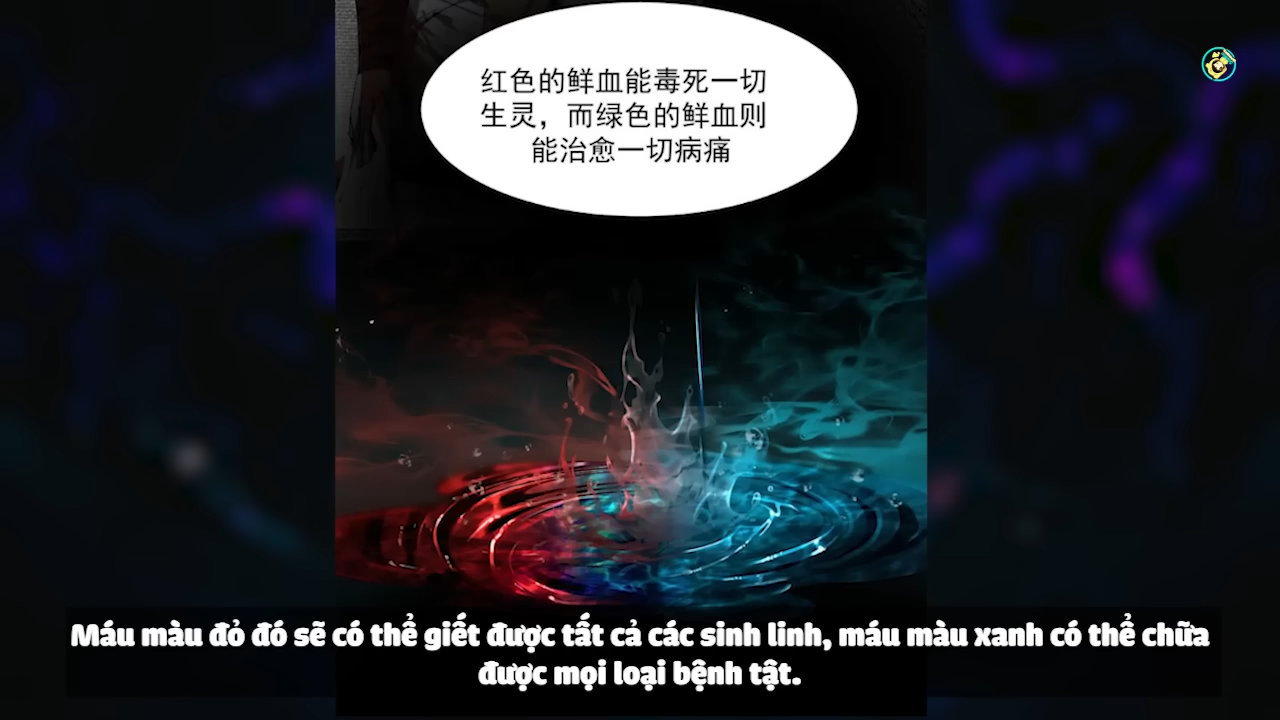 红色的鲜血能毒死一切
生灵，而绿色的鲜血则
能治愈一切病痛
Máu màu đỏ đó sẽ có thể giết được tất cả các sinh linh, máu màu xanh có thể chữa
được mọi loại bệnh tật.